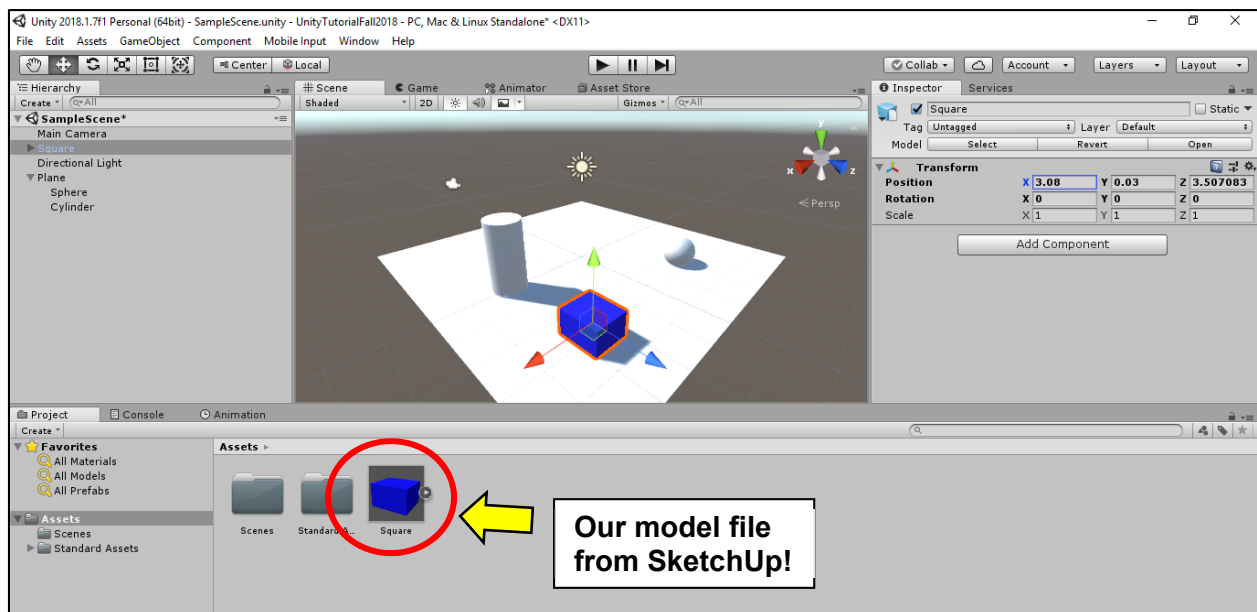 Unity 2018.1.7f1 Personal (64bit) - SampleScene.unity - UnityTutorialFall2018 - PC, Mac & Linux Standalone* <DX11>
File Edit Assets GameObject Component Mobile Input Window Help
Center Local Collab Account Layers Layout
Hierarchy Scene Game Animator Asset Store Inspector Services
Create All Shaded 2D Gizmos All Square Static
SampleScene*
Main Camera
Square
Directional Light
Plane
Sphere
Cylinder
y
x z
Persp
Tag Untagged Layer Default
Model Select Revert Open
Transform
Position X 3.08 Y 0.03 Z 3.507083
Rotation X 0 Y 0 Z 0
Scale X 1 Y 1 Z 1
Add Component
Project Console Animation
Create
Favorites
All Materials
All Models
All Prefabs
Assets
Scenes
Standard Assets
Assets
Scenes Standard A... Square
Our model file
from SketchUp!